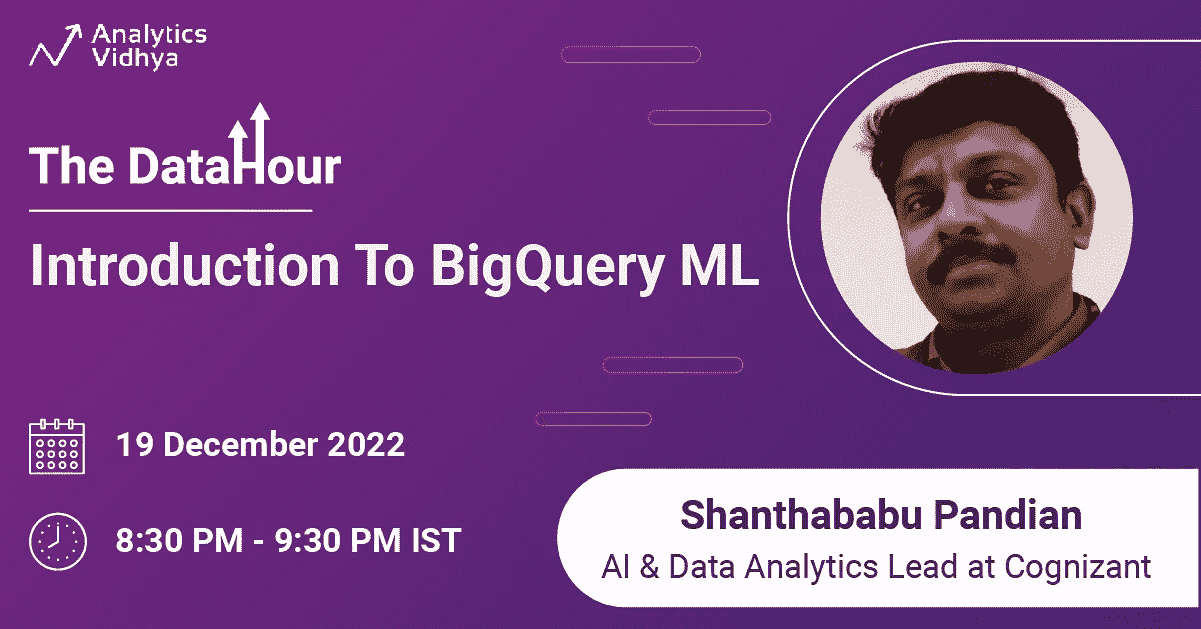 Analytics
Vidhya
The DataHour
Introduction To BigQuery ML
19 December 2022
8:30 PM - 9:30 PM IST
Shanthababu Pandian
AI & Data Analytics Lead at Cognizant